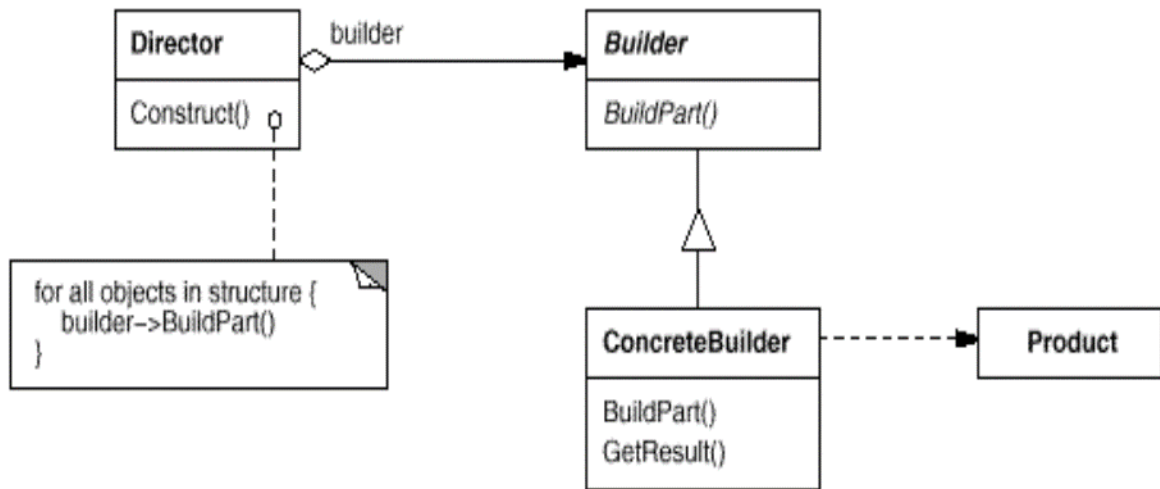 Director
builder
Builder
Construct()
BuildPart()
for all objects in structure {
builder->BuildPart()
}
ConcreteBuilder
Product
BuildPart()
GetResult()